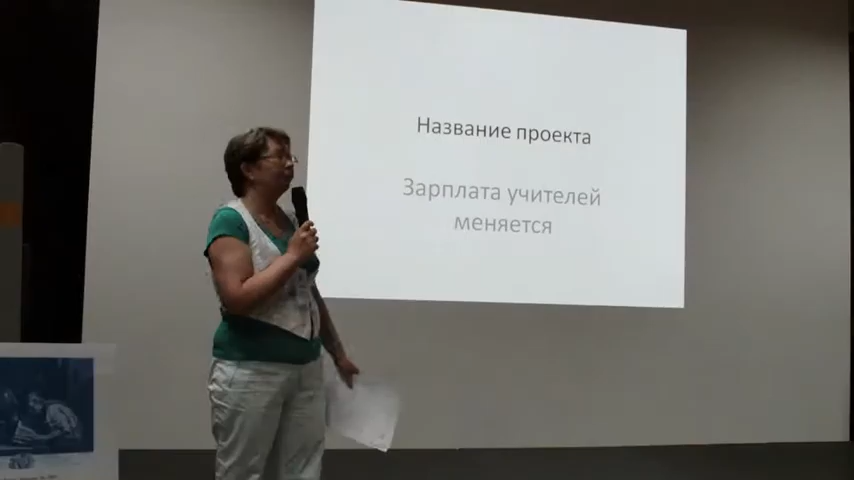 Название проекта
Зарплата учителей
меняется